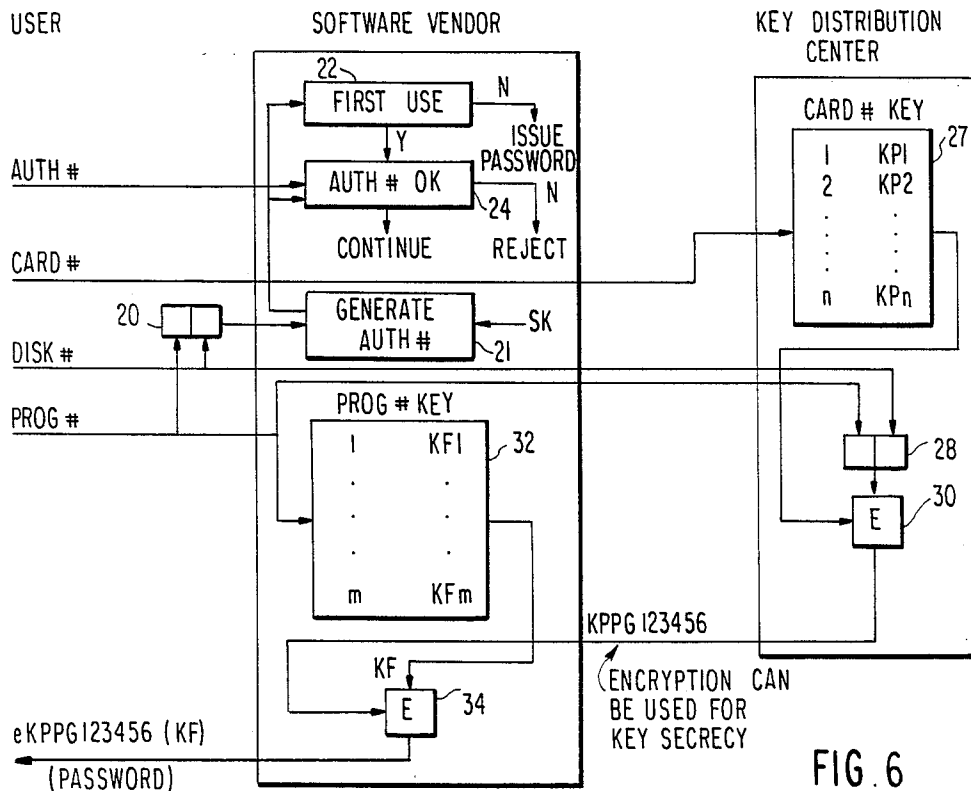 USER
SOFTWARE VENDOR
KEY DISTRIBUTION
CENTER
22
FIRST USE
N
Y
ISSUE
PASSWORD
AUTH #
AUTH # OK
24
N
CONTINUE
REJECT
CARD #
CARD # KEY
27
1 KP1
2 KP2
n KPn
20
GENERATE
AUTH #
21
SK
DISK #
PROG #
PROG # KEY
32
1 KF1
m KFm
28
E
30
KPPG123456
ENCRYPTION CAN
BE USED FOR
KEY SECRECY
KF
E
34
eKPPG123456 (KF)
(PASSWORD)
FIG. 6